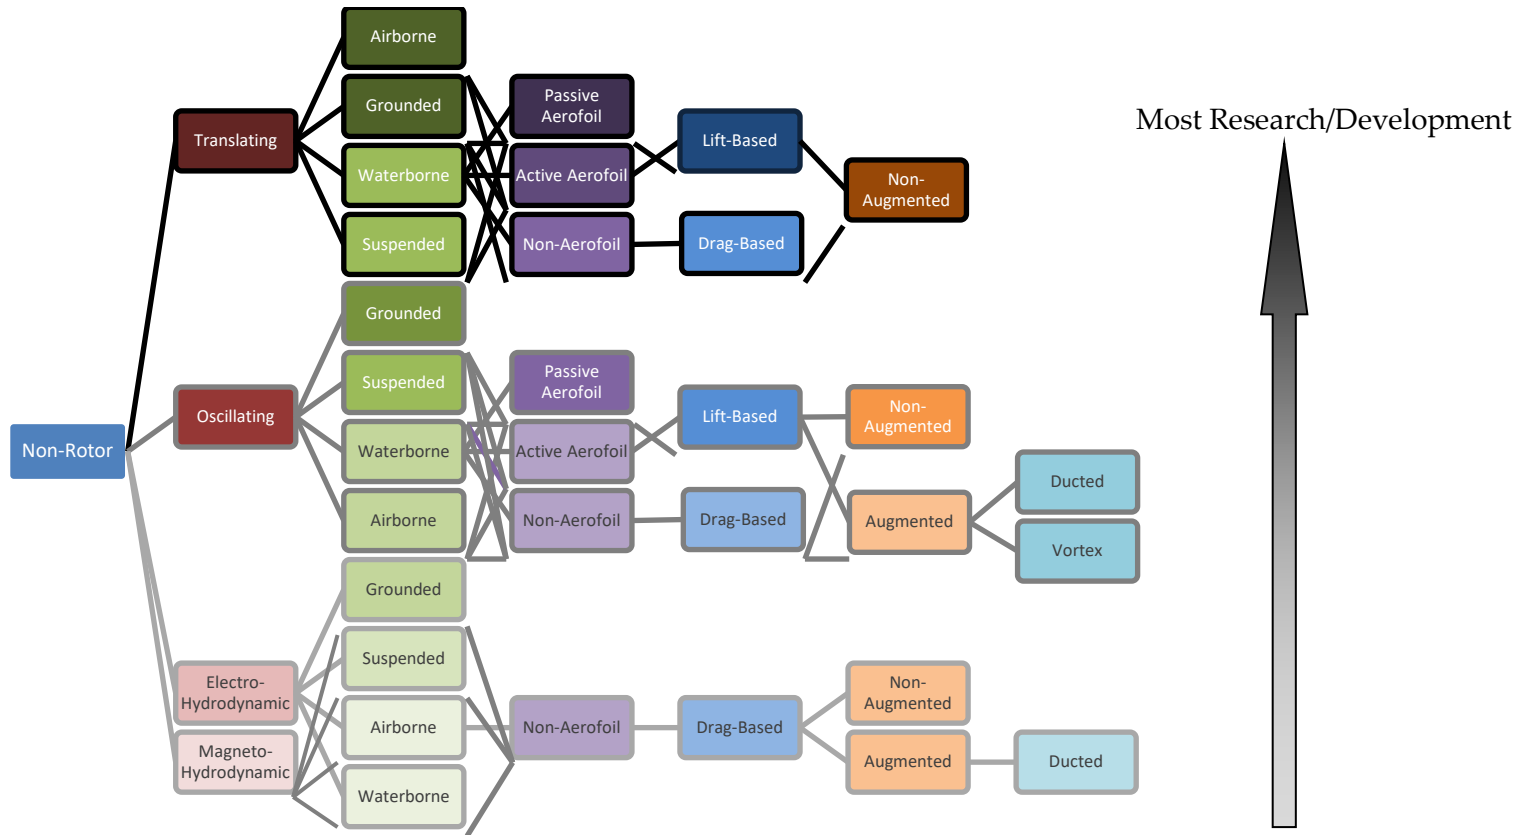 Airborne
Grounded
Passive
Aerofoil
Most Research/Development
Translating
Lift-Based
Waterborne
Active Aerofoil
Non-
Augmented
Suspended
Non-Aerofoil
Drag-Based
Grounded
Suspended
Passive
Aerofoil
Oscillating
Lift-Based
Non-
Augmented
Non-Rotor
Waterborne
Active Aerofoil
Ducted
Airborne
Non-Aerofoil
Drag-Based
Augmented
Vortex
Grounded
Suspended
Electro-
Hydrodynamic
Non-
Augmented
Airborne
Non-Aerofoil
Drag-Based
Magneto-
Hydrodynamic
Augmented
Ducted
Waterborne